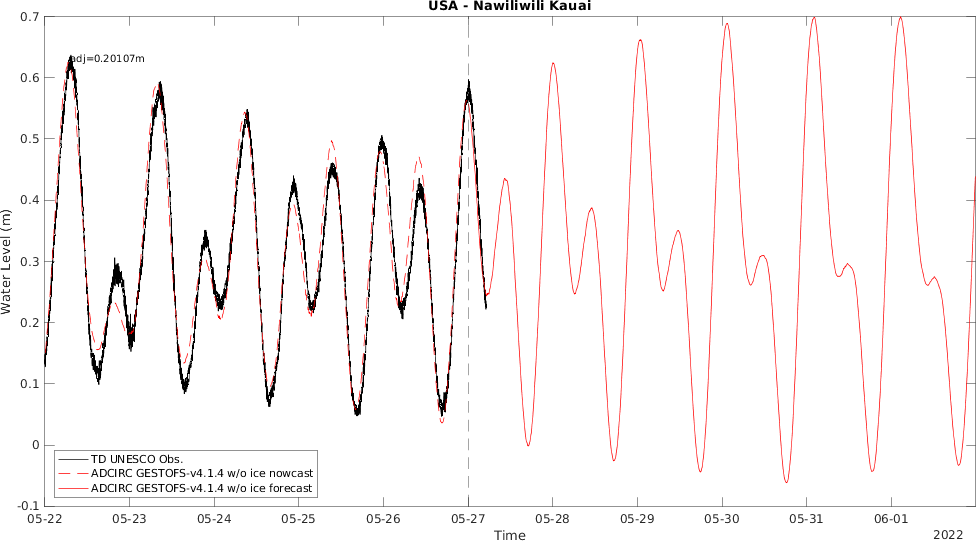 USA - Nawiliwili Kauai
0.7
0.6
0.5
0.4
0.3
0.2
0.1
0
-0.1
Water Level (m)
adj=0.20107m
TD UNESCO Obs.
ADCIRC GESTOFS-v4.1.4 w/o ice nowcast
ADCIRC GESTOFS-v4.1.4 w/o ice forecast
05-22 05-23 05-24 05-25 05-26 05-27 05-28 05-29 05-30 05-31 06-01
Time
2022